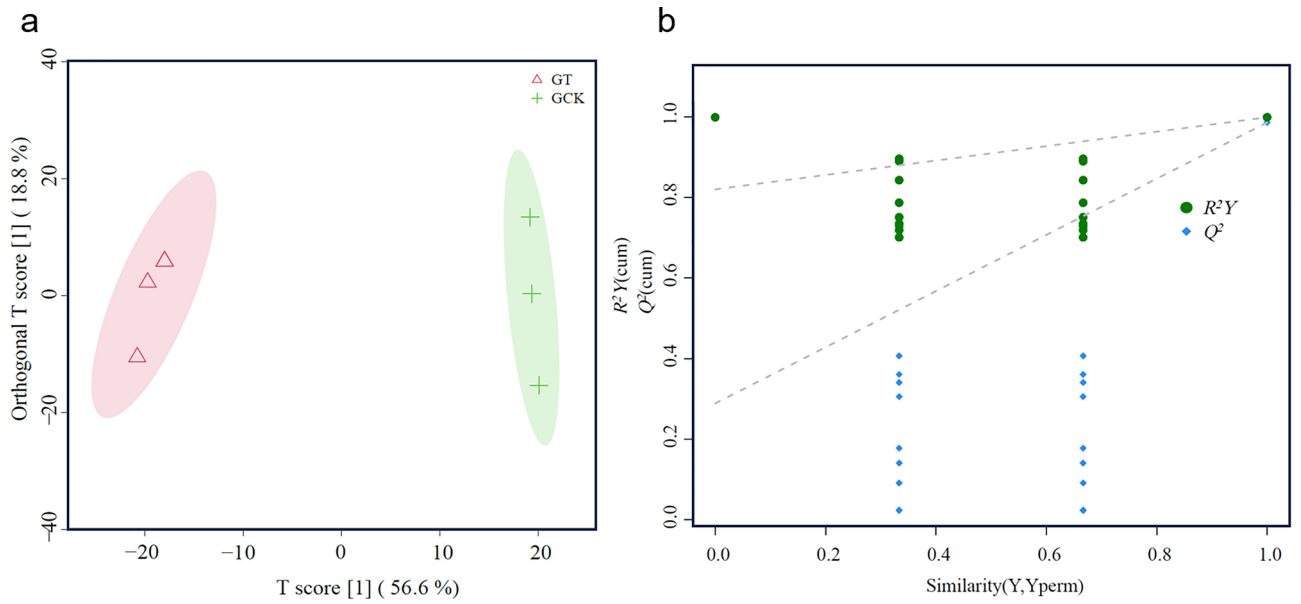 a
40
20
0
−20
−40
Orthogonal T score [1] ( 18.8 %)
GT
GCK
−20
−10
0
10
20
T score [1] ( 56.6 %)
b
1.0
0.8
0.6
0.4
0.2
0.0
R²Y(cum)
Q²(cum)
R²Y
Q²
0.0
0.2
0.4
0.6
0.8
1.0
Similarity(Y,Yperm)